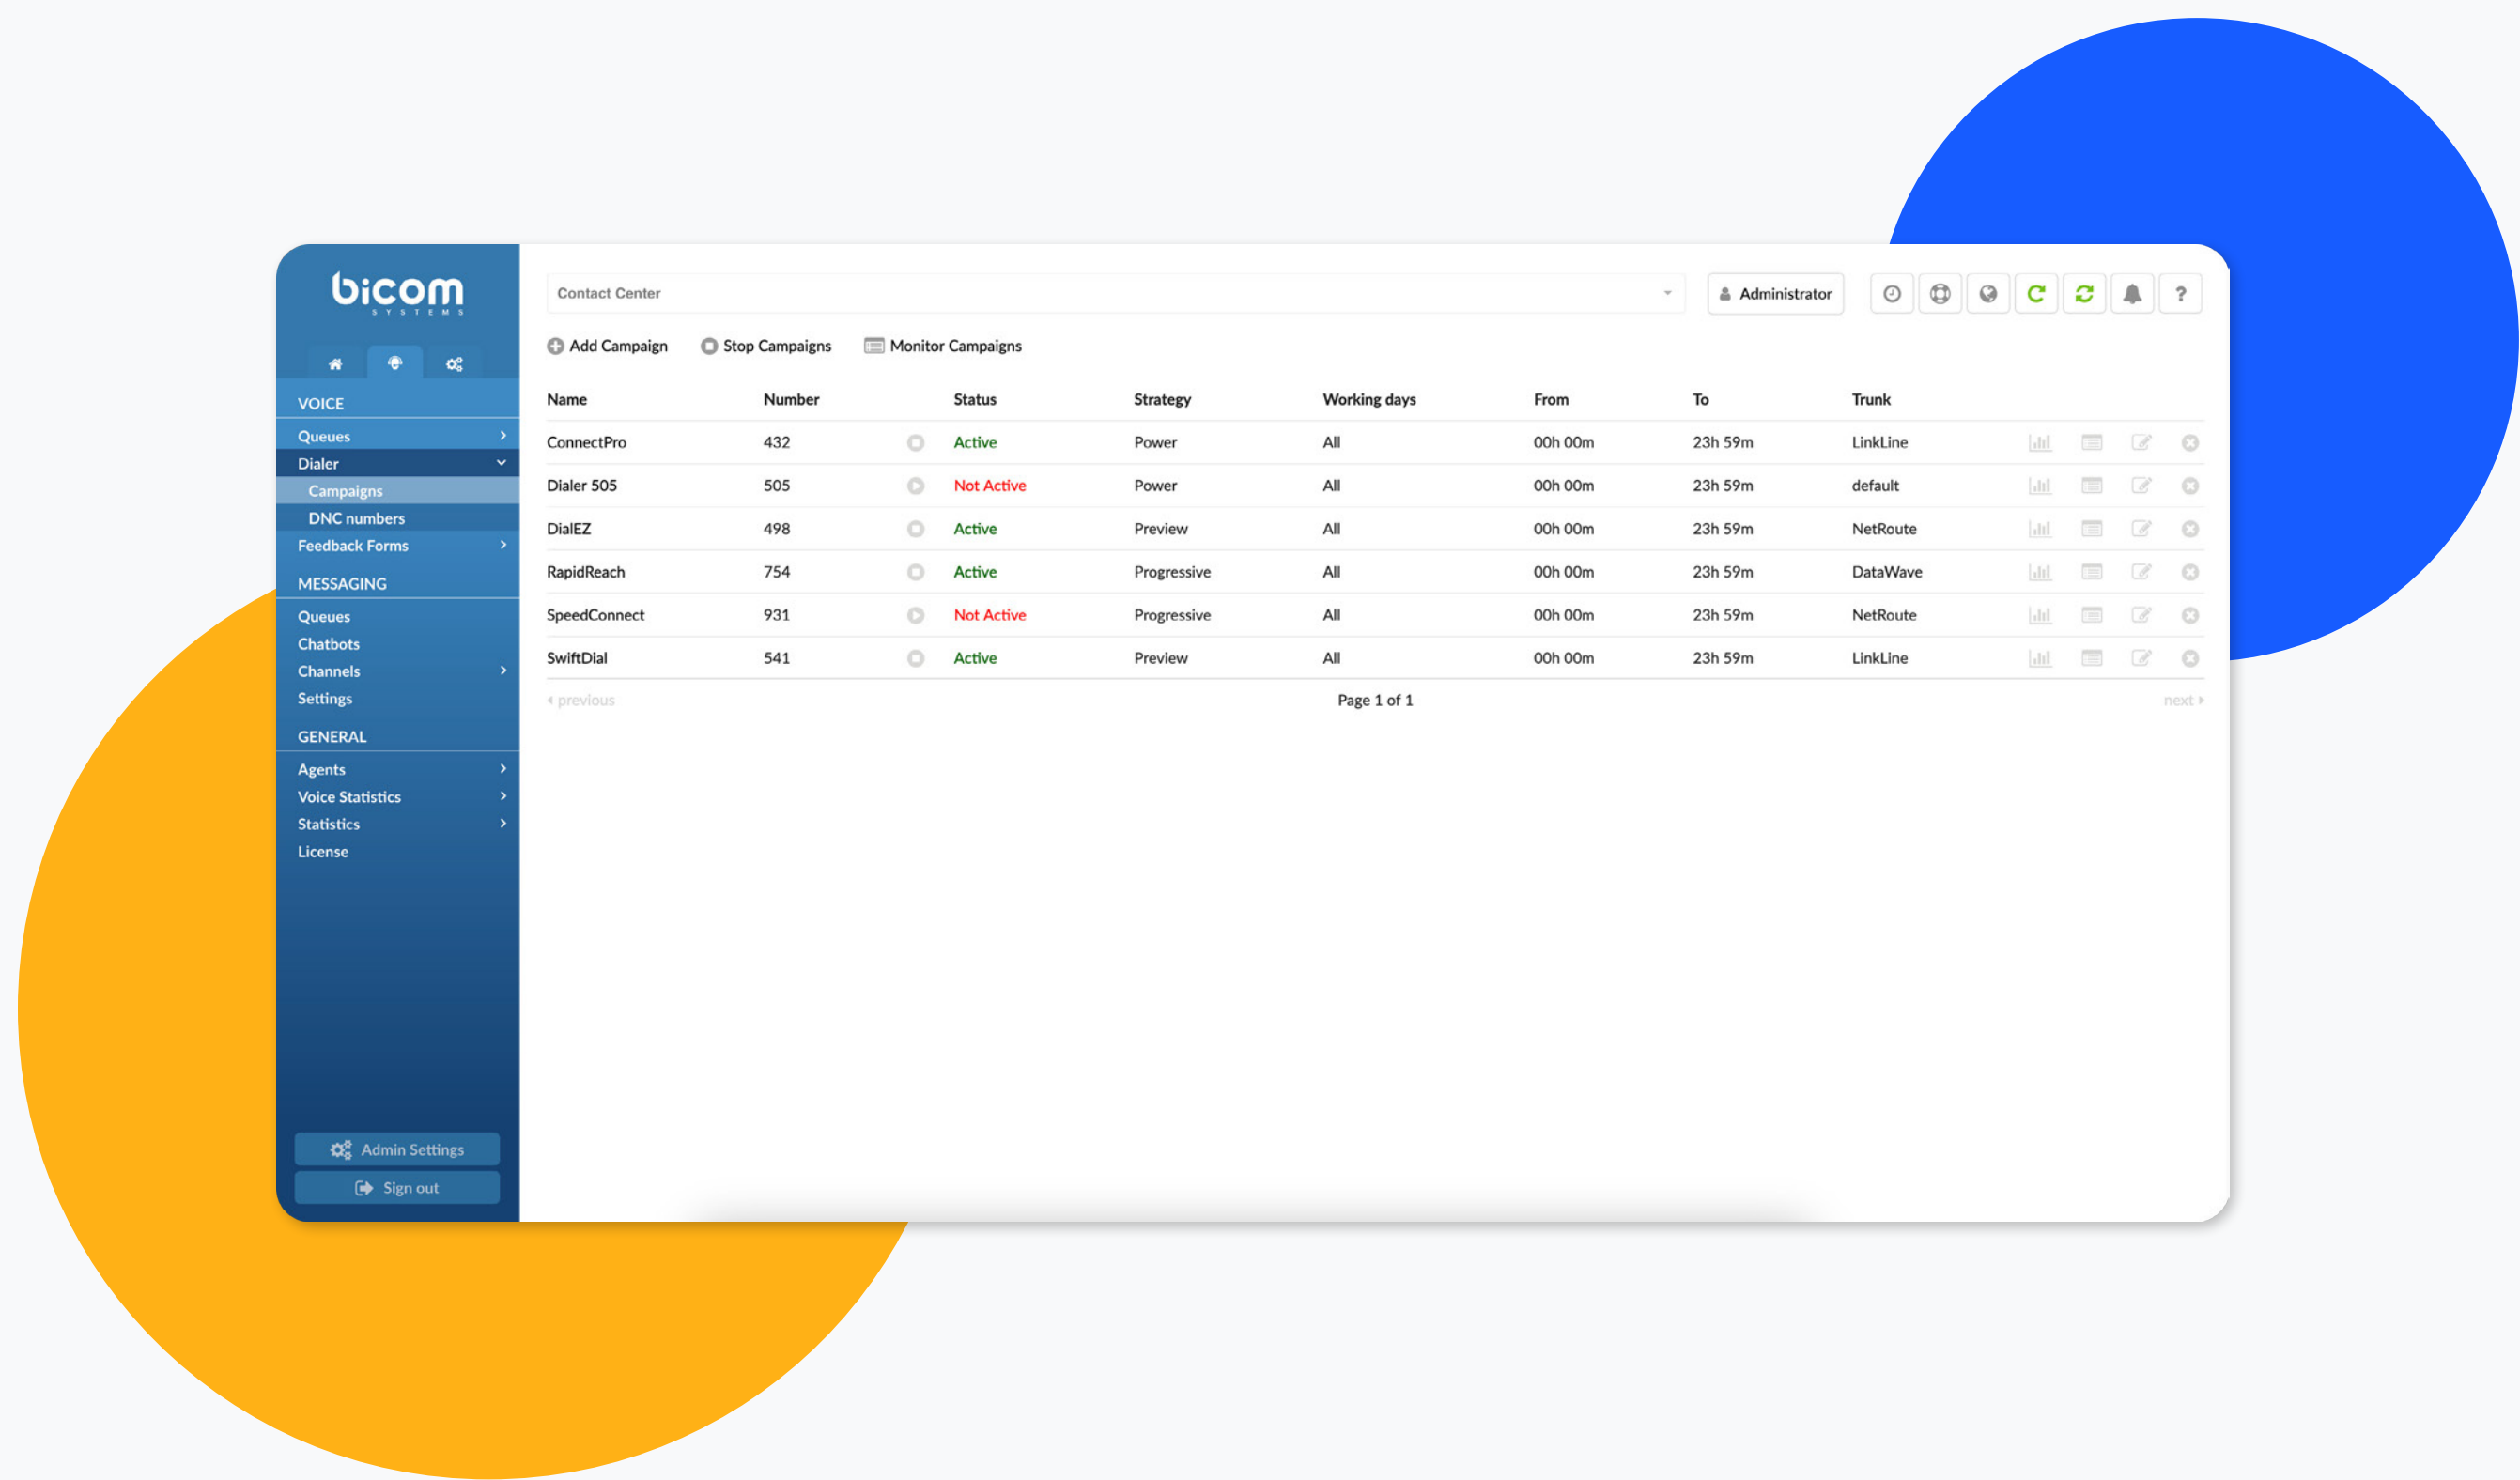 bicom
SYSTEMS
Contact Center
Administrator
?
Add Campaign Stop Campaigns Monitor Campaigns
VOICE
Queues
Dialer
Campaigns
DNC numbers
Feedback Forms
MESSAGING
Queues
Chatbots
Channels
Settings
GENERAL
Agents
Voice Statistics
Statistics
License
Admin Settings
Sign out
Name Number Status Strategy Working days From To Trunk
ConnectPro 432 Active Power All 00h 00m 23h 59m LinkLine
Dialer 505 505 Not Active Power All 00h 00m 23h 59m default
DialEZ 498 Active Preview All 00h 00m 23h 59m NetRoute
RapidReach 754 Active Progressive All 00h 00m 23h 59m DataWave
SpeedConnect 931 Not Active Progressive All 00h 00m 23h 59m NetRoute
SwiftDial 541 Active Preview All 00h 00m 23h 59m LinkLine
previous Page 1 of 1 next